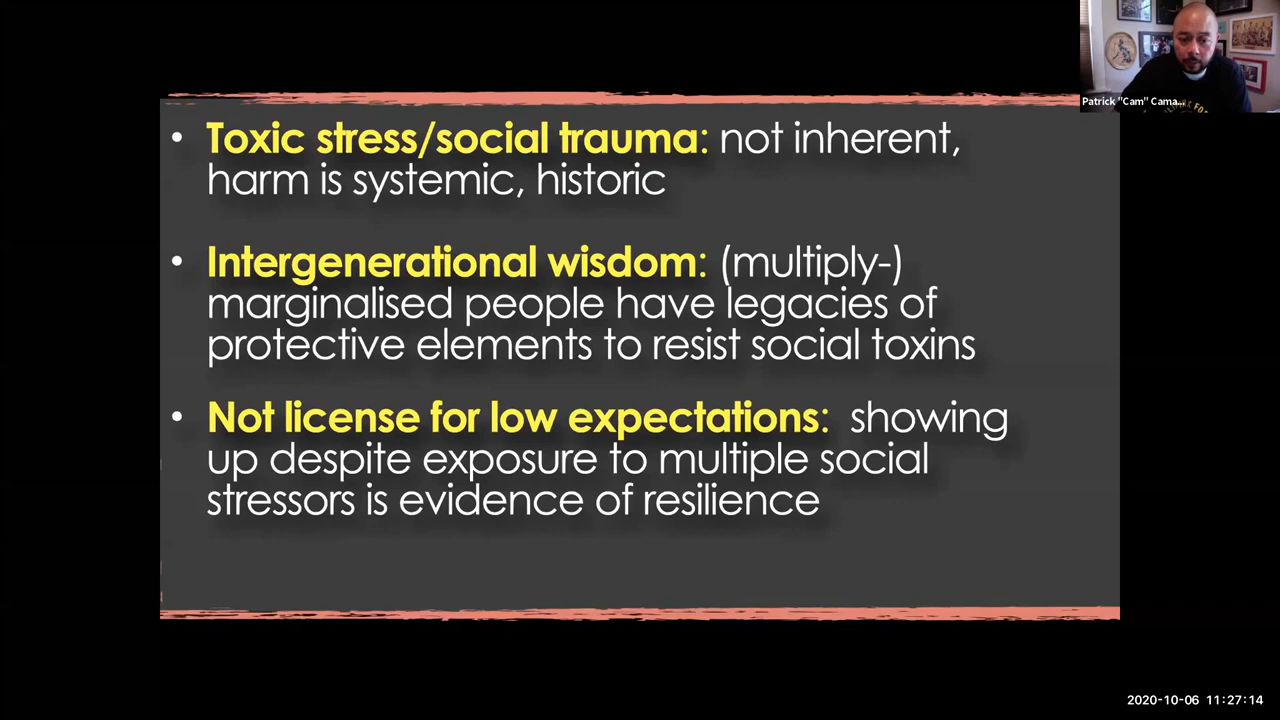 Patrick "Cam" Cama...
• Toxic stress/social trauma: not inherent,
harm is systemic, historic
• Intergenerational wisdom: (multiply-)
marginalised people have legacies of
protective elements to resist social toxins
• Not license for low expectations: showing
up despite exposure to multiple social
stressors is evidence of resilience
2020-10-06 11:27:14